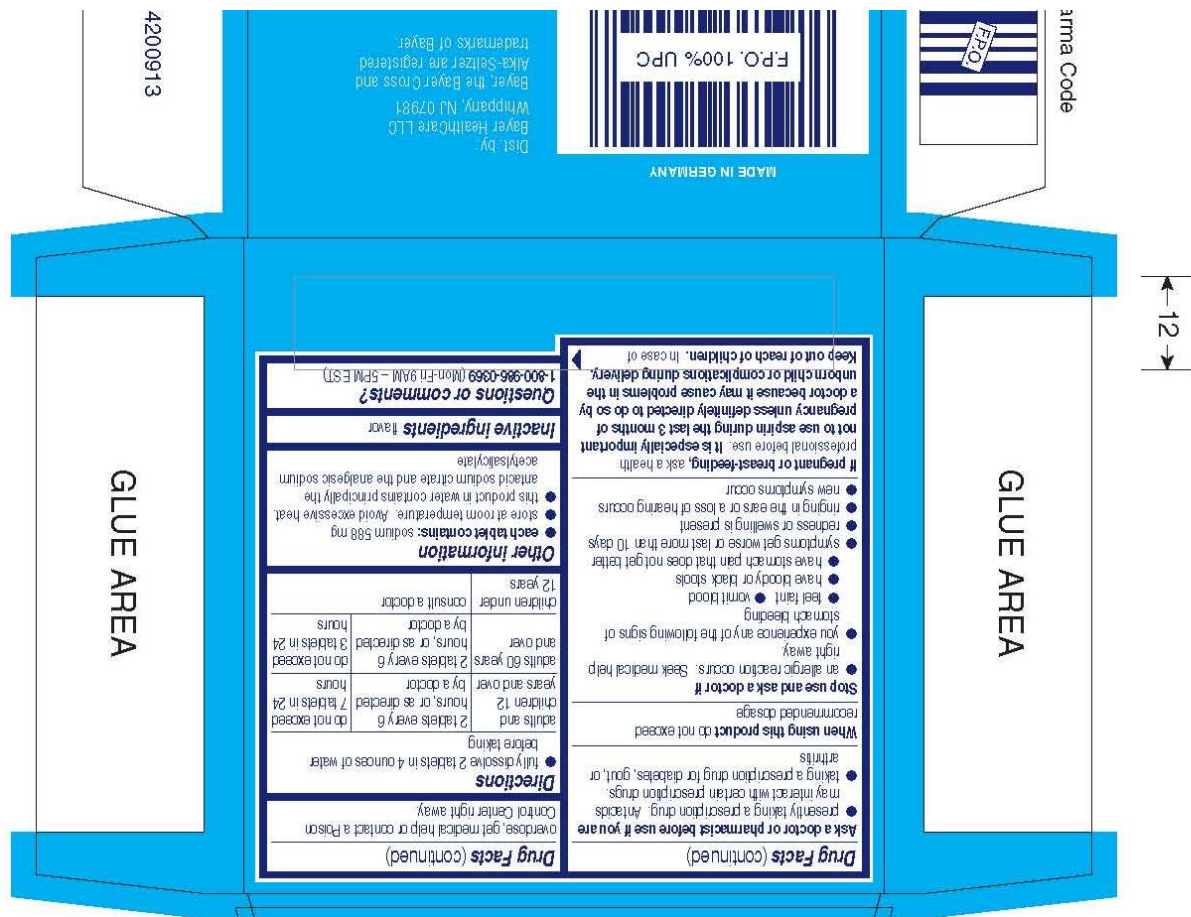 Drug Facts (continued)
Ask a doctor or pharmacist before use if you are
● presently taking a prescription drug. Antacids
may interact with certain prescription drugs.
● taking a prescription drug for diabetes, gout, or
arthritis
When using this product do not exceed
recommended dosage
Stop use and ask a doctor if
● an allergic reaction occurs. Seek medical help
right away.
● you experience any of the following signs of
stomach bleeding
● feel faint ● vomit blood
● have bloody or black stools
● have stomach pain that does not get better
● symptoms get worse or last more than 10 days
● redness or swelling is present
● ringing in the ears or a loss of hearing occurs
● new symptoms occur
If pregnant or breast-feeding, ask a health
professional before use. It is especially important
not to use aspirin during the last 3 months of
pregnancy unless definitely directed to do so by
a doctor because it may cause problems in the
unborn child or complications during delivery.
Keep out of reach of children. In case of
Drug Facts (continued)
overdose, get medical help or contact a Poison
Control Center right away.
Directions
● fully dissolve 2 tablets in 4 ounces of water
before taking
adults and
children 12
years and over
2 tablets every 6
hours, or as directed
by a doctor
do not exceed
7 tablets in 24
hours
adults 60 years
and over
2 tablets every 6
hours, or as directed
by a doctor
do not exceed
3 tablets in 24
hours
children under
12 years
consult a doctor
Other information
● each tablet contains: sodium 588 mg
● store at room temperature. Avoid excessive heat.
● this product in water contains principally the
antacid sodium citrate and the analgesic sodium
acetylsalicylate
Inactive ingredients flavor
Questions or comments?
1-800-986-0369 (Mon-Fri 9AM – 5PM EST)
MADE IN GERMANY
F.P.O. 100% UPC
Dist. by:
Bayer HealthCare LLC
Whippany, NJ 07981
Bayer, the Bayer Cross and
Alka-Seltzer are registered
trademarks of Bayer.
4200913
arma Code
F.P.O.
GLUE AREA
GLUE AREA
12